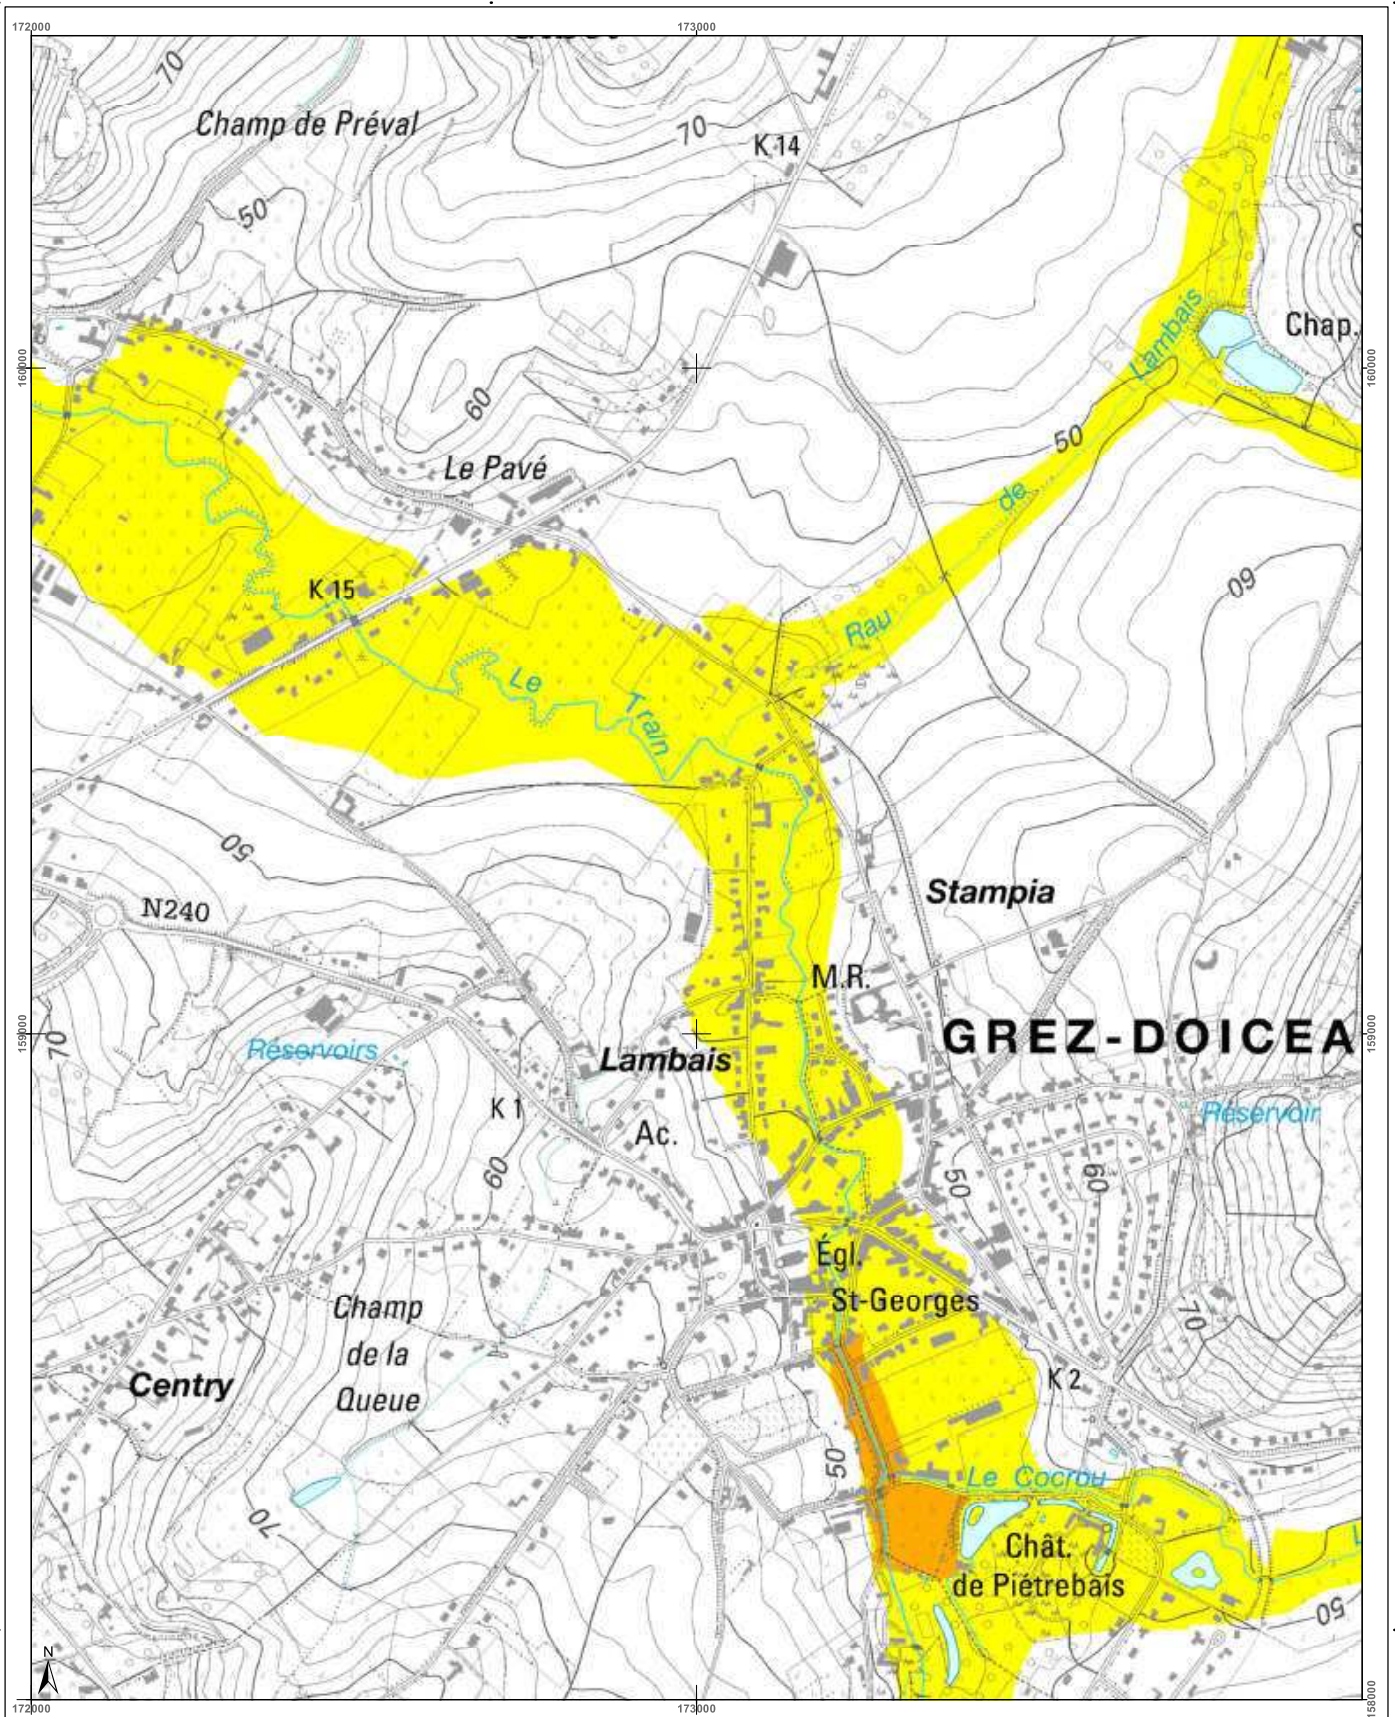 172000
173000
70
Champ de Préval
70
K 14
50
Lambais
Chap.
160000
160000
60
Le Pavé
50
de
K 15
60
Rau
Le
Train
50
N240
Stampia
M.R.
159000
159000
70
GREZ-DOICEA
Réservoirs
Lambais
K 1
Réservoir
Ac.
60
50
60
Égl.
St-Georges
Champ
de la
Queue
70
Centry
K 2
50
Le Cocrou
70
Chât.
de Piétrebais
L
50
N
172000
173000
158000